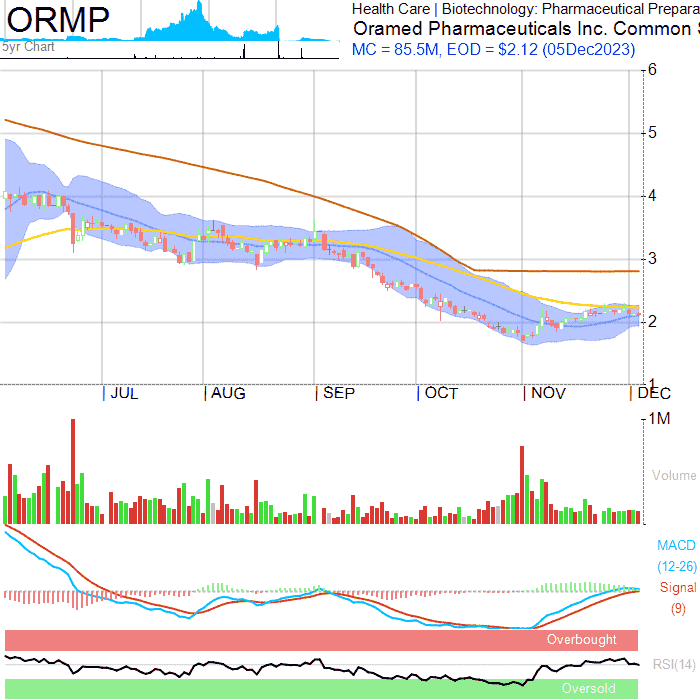 ORMP
5yr Chart
Health Care | Biotechnology: Pharmaceutical Prepara
Oramed Pharmaceuticals Inc. Common S
MC = 85.5M, EOD = $2.12 (05Dec2023)
6
5
4
3
2
1
JUL AUG SEP OCT NOV DEC
1M
Volume
MACD
(12-26)
Signal
(9)
Overbought
RSI(14)
Oversold